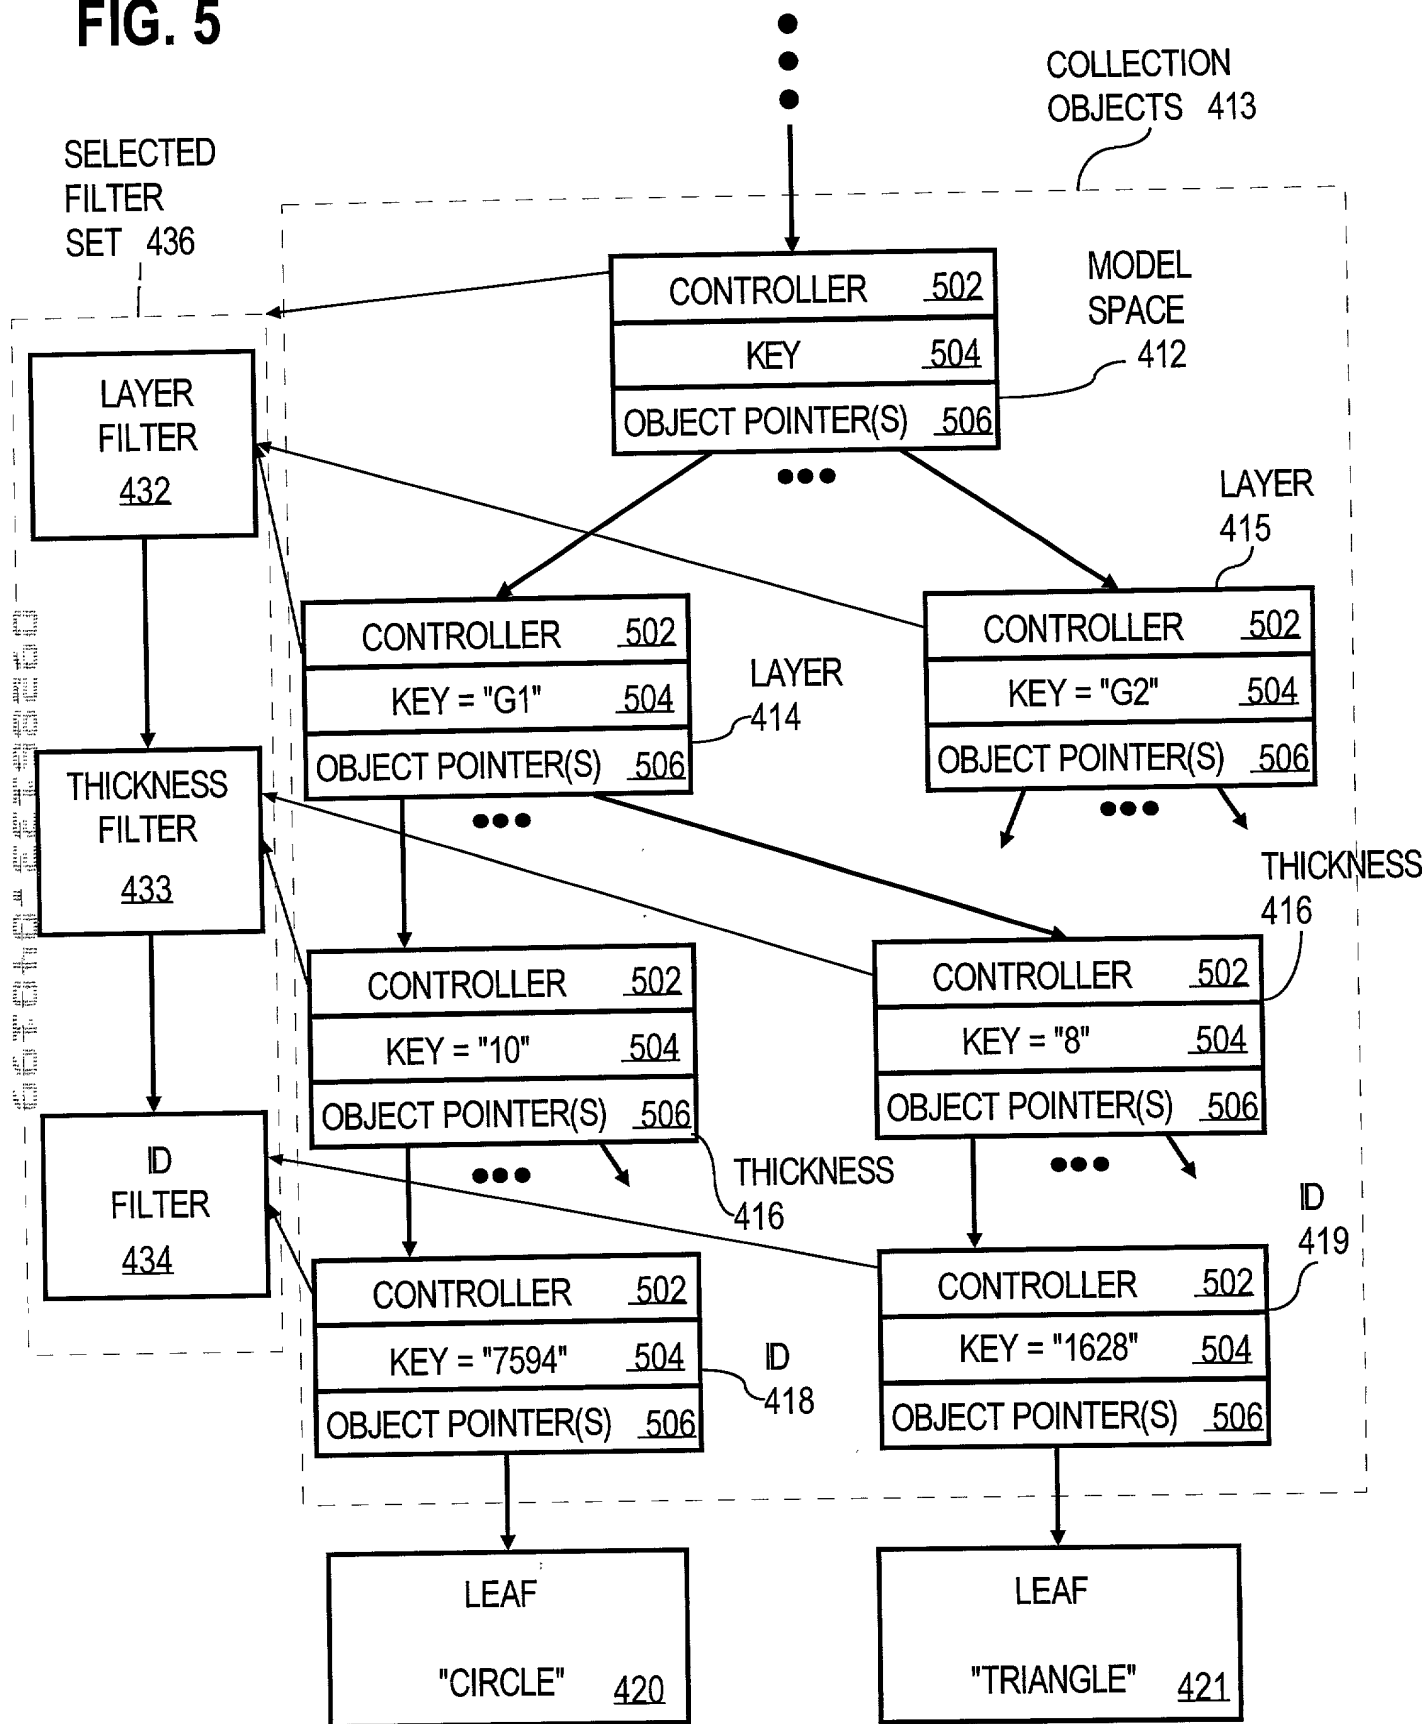 FIG. 5
COLLECTION
OBJECTS 413
SELECTED
FILTER
SET 436
MODEL
SPACE
412
CONTROLLER 502
KEY 504
OBJECT POINTER(S) 506
LAYER
FILTER
432
LAYER
415
CONTROLLER 502
KEY = "G1" 504
OBJECT POINTER(S) 506
LAYER
414
CONTROLLER 502
KEY = "G2" 504
OBJECT POINTER(S) 506
THICKNESS
FILTER
433
THICKNESS
416
CONTROLLER 502
KEY = "10" 504
OBJECT POINTER(S) 506
THICKNESS
416
CONTROLLER 502
KEY = "8" 504
OBJECT POINTER(S) 506
ID
FILTER
434
ID
419
CONTROLLER 502
KEY = "7594" 504
OBJECT POINTER(S) 506
ID
418
CONTROLLER 502
KEY = "1628" 504
OBJECT POINTER(S) 506
LEAF
"CIRCLE" 420
LEAF
"TRIANGLE" 421